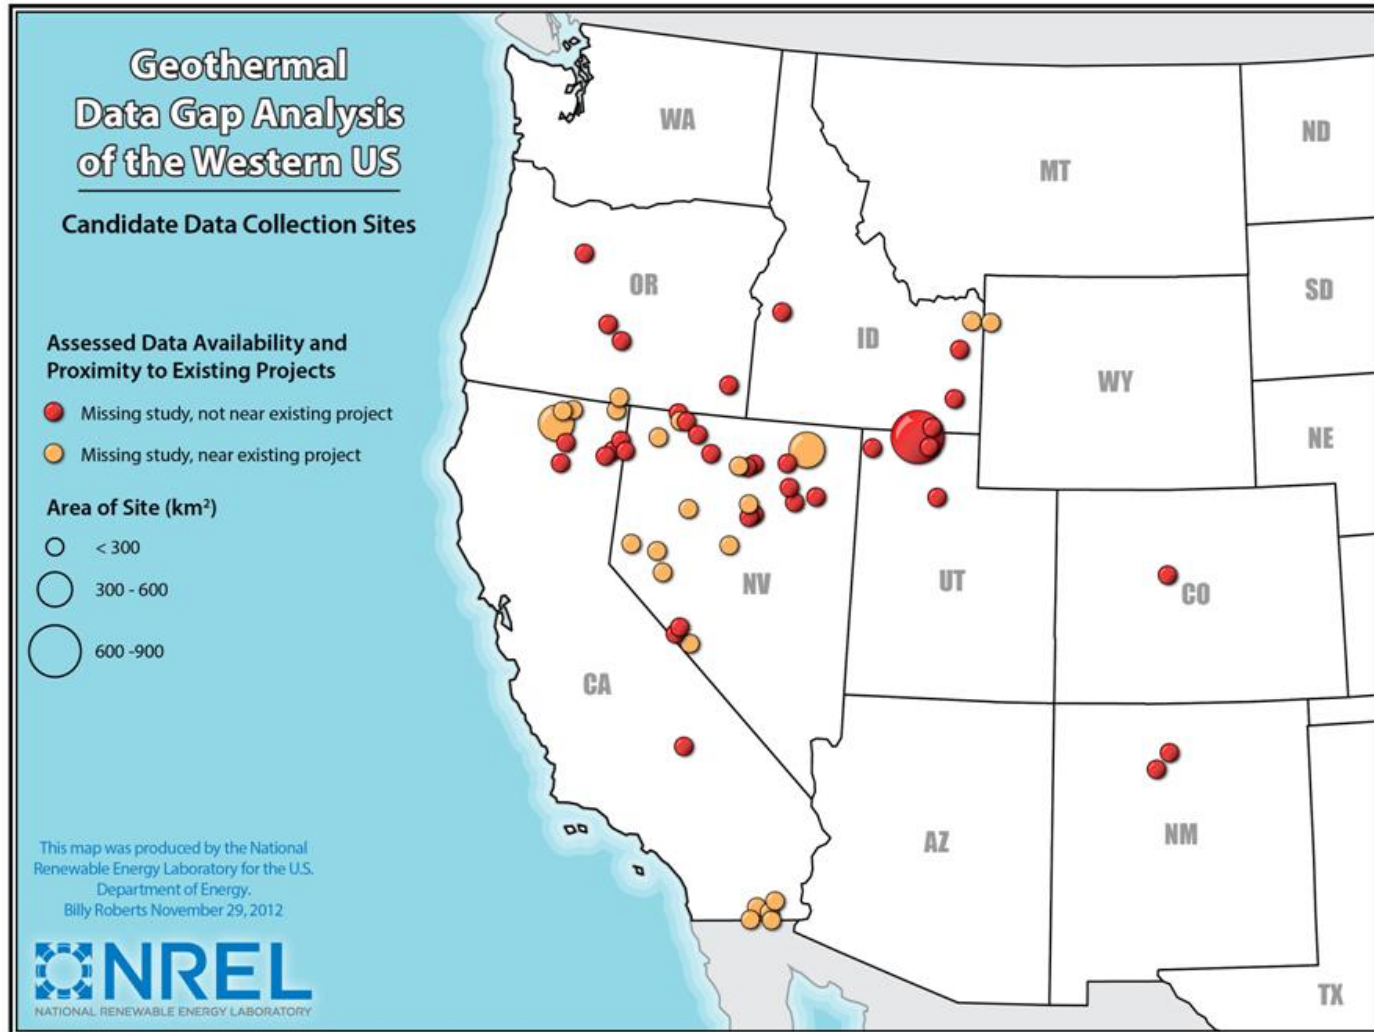 Geothermal
Data Gap Analysis
of the Western US
Candidate Data Collection Sites
Assessed Data Availability and
Proximity to Existing Projects
Missing study, not near existing project
Missing study, near existing project
Area of Site (km²)
< 300
300 - 600
600 -900
This map was produced by the National
Renewable Energy Laboratory for the U.S.
Department of Energy.
Billy Roberts November 29, 2012
NREL
NATIONAL RENEWABLE ENERGY LABORATORY
WA
MT
ND
OR
ID
SD
WY
NE
NV
UT
CO
CA
AZ
NM
TX